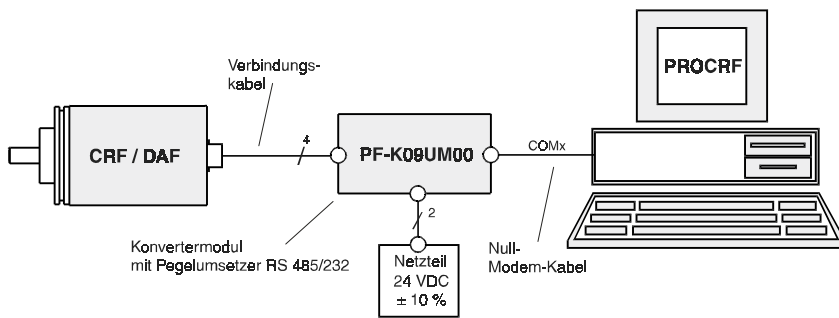 Verbindungs-
kabel
PROCRF
CRF / DAF
4
PF-K09UM00
COMx
2
Konvertermodul
mit Pegelumsetzer RS 485/232
Netzteil
24 VDC
± 10 %
Null-
Modem-Kabel